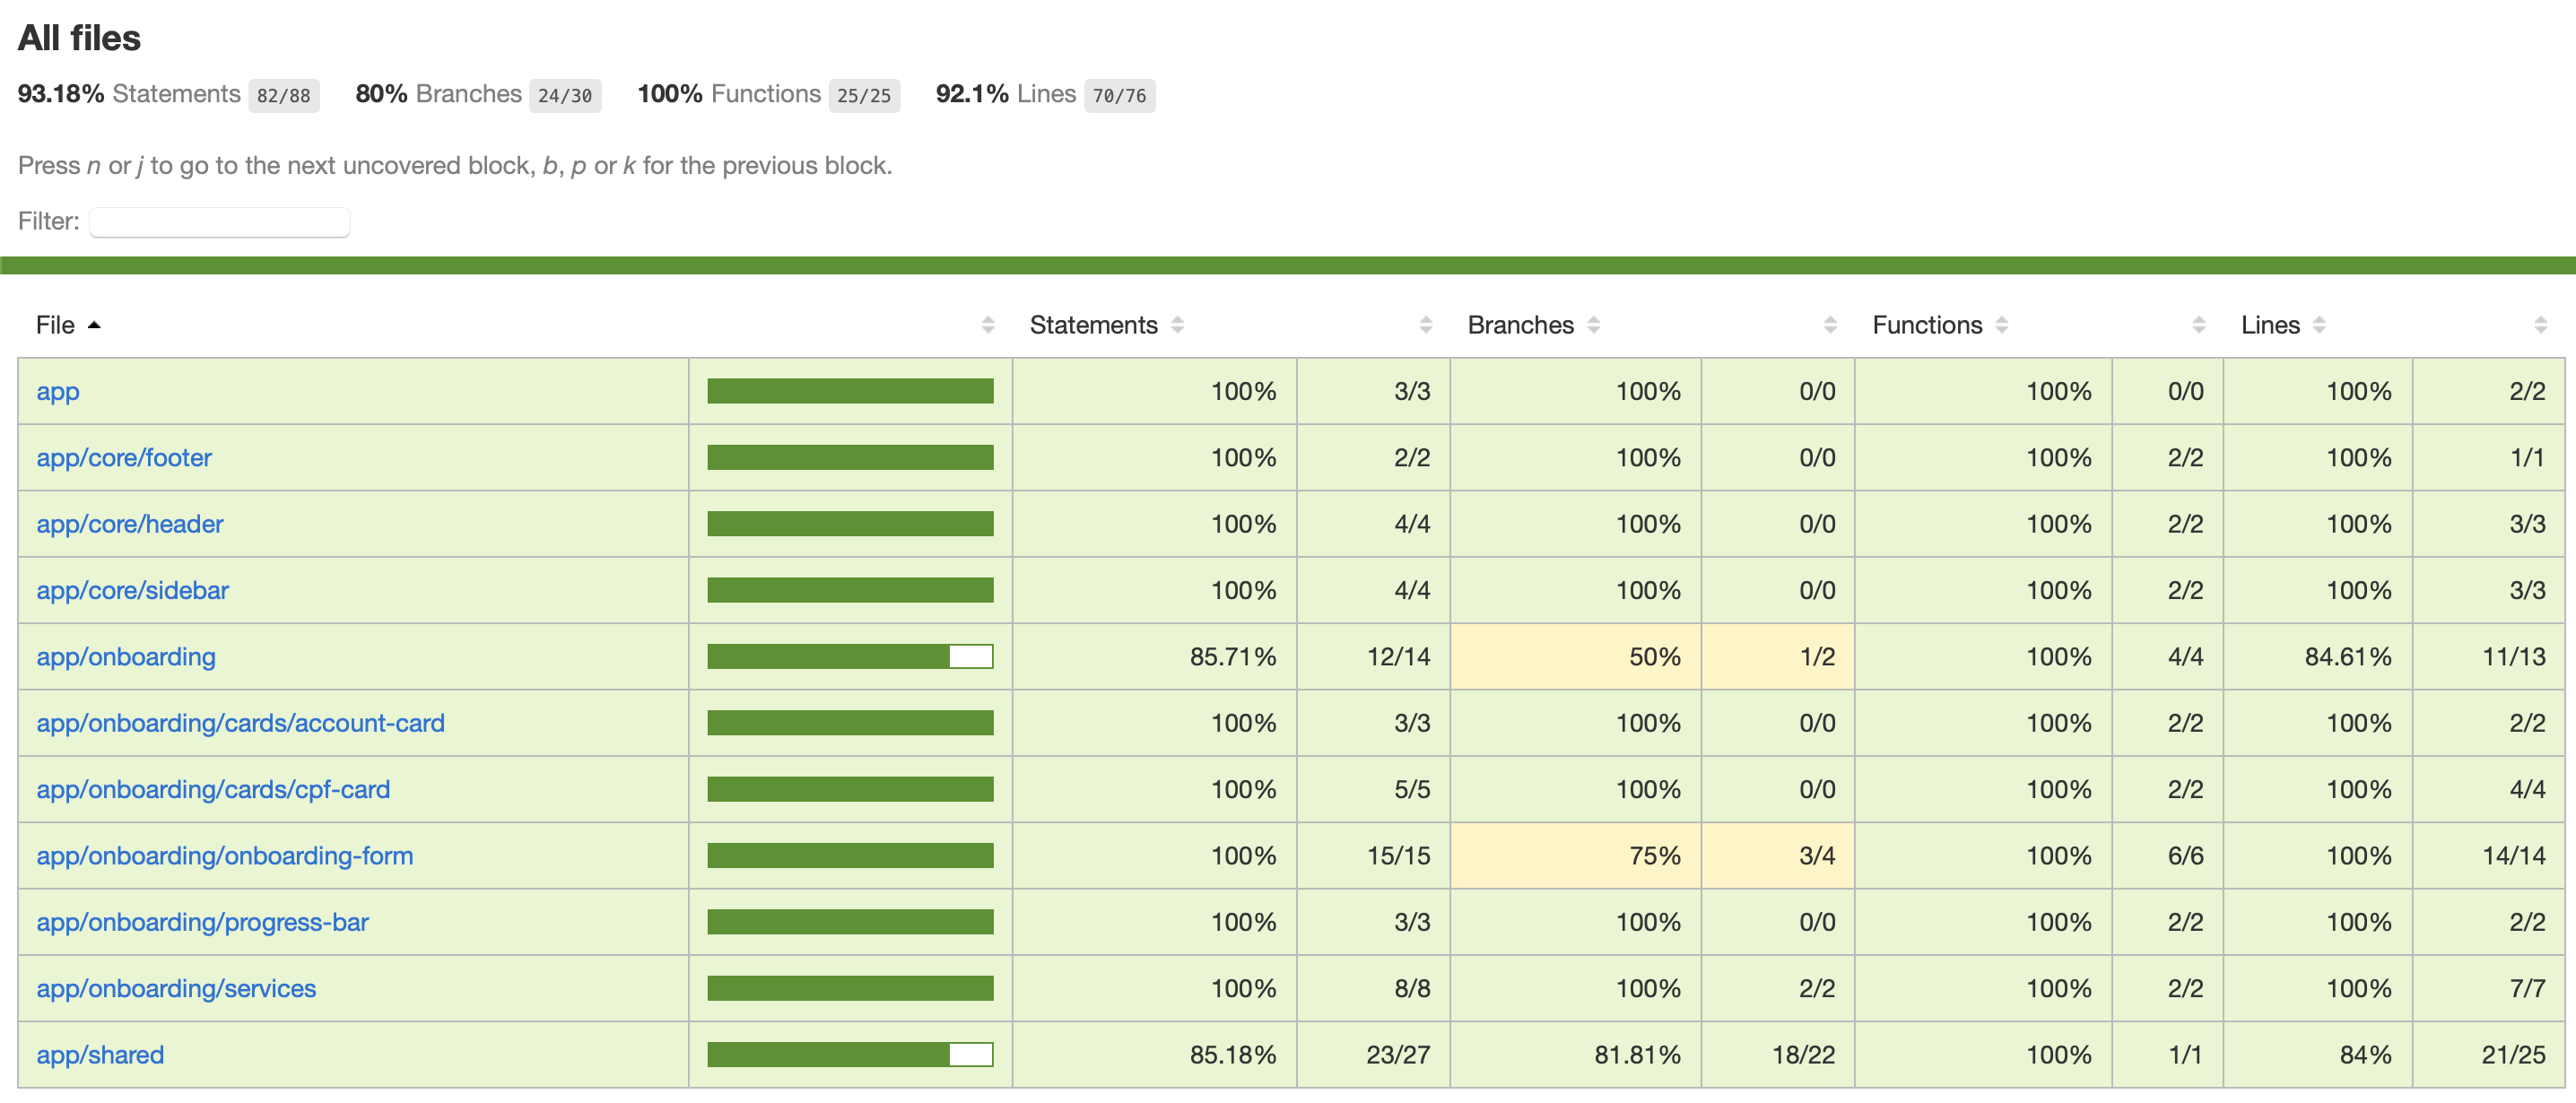 All files
93.18% Statements 82/88 80% Branches 24/30 100% Functions 25/25 92.1% Lines 70/76
Press n or j to go to the next uncovered block, b, p or k for the previous block.
Filter:
File Statements Branches Functions Lines
app 100% 3/3 100% 0/0 100% 0/0 100% 2/2
app/core/footer 100% 2/2 100% 0/0 100% 2/2 100% 1/1
app/core/header 100% 4/4 100% 0/0 100% 2/2 100% 3/3
app/core/sidebar 100% 4/4 100% 0/0 100% 2/2 100% 3/3
app/onboarding 85.71% 12/14 50% 1/2 100% 4/4 84.61% 11/13
app/onboarding/cards/account-card 100% 3/3 100% 0/0 100% 2/2 100% 2/2
app/onboarding/cards/cpf-card 100% 5/5 100% 0/0 100% 2/2 100% 4/4
app/onboarding/onboarding-form 100% 15/15 75% 3/4 100% 6/6 100% 14/14
app/onboarding/progress-bar 100% 3/3 100% 0/0 100% 2/2 100% 2/2
app/onboarding/services 100% 8/8 100% 2/2 100% 2/2 100% 7/7
app/shared 85.18% 23/27 81.81% 18/22 100% 1/1 84% 21/25